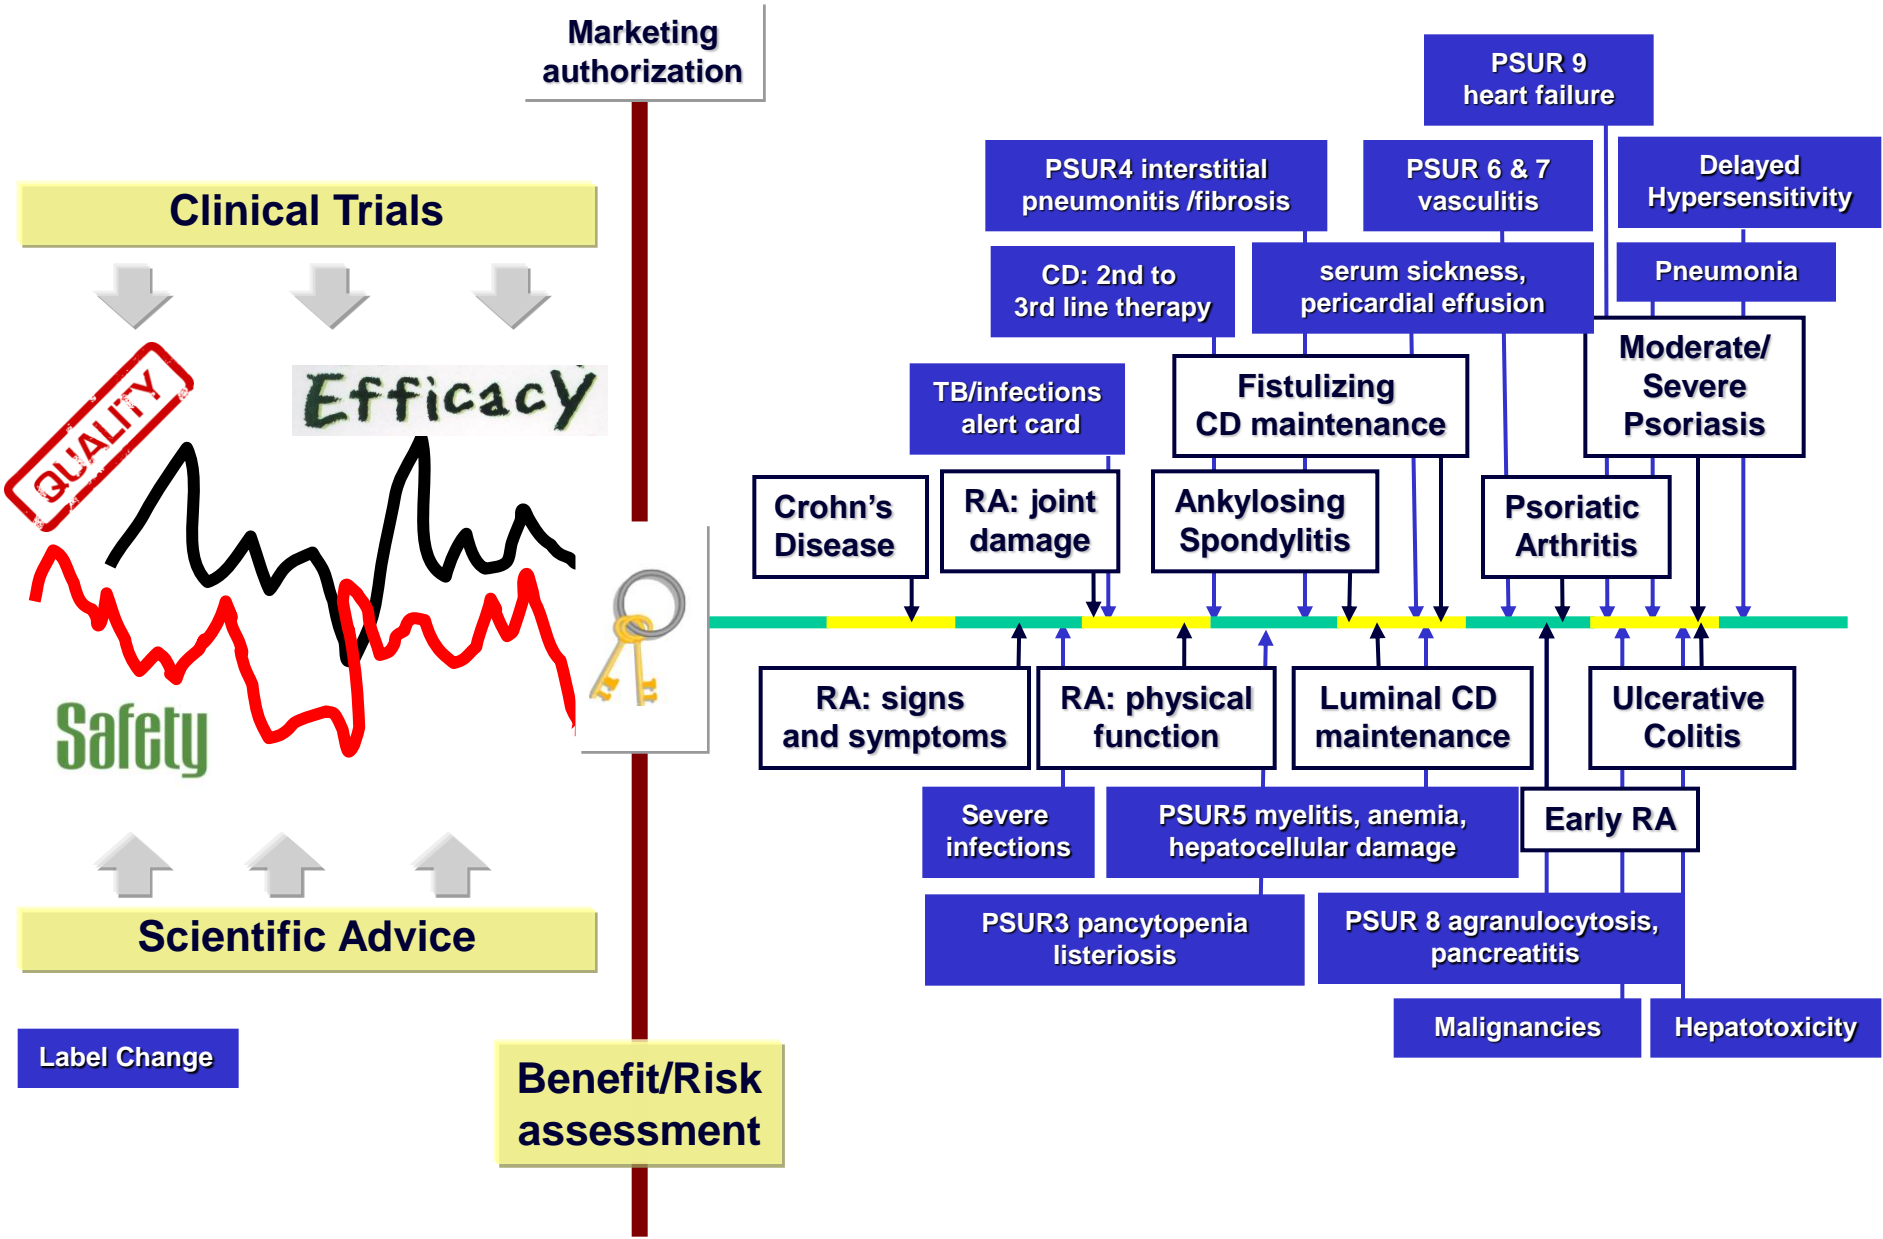 Marketing
authorization
Clinical Trials
QUALITY
Efficacy
Safety
Scientific Advice
Label Change
Benefit/Risk
assessment
PSUR 9
heart failure
PSUR4 interstitial
pneumonitis /fibrosis
PSUR 6 & 7
vasculitis
Delayed
Hypersensitivity
CD: 2nd to
3rd line therapy
serum sickness,
pericardial effusion
Pneumonia
TB/infections
alert card
Fistulizing
CD maintenance
Moderate/
Severe
Psoriasis
Crohn’s
Disease
RA: joint
damage
Ankylosing
Spondylitis
Psoriatic
Arthritis
RA: signs
and symptoms
RA: physical
function
Luminal CD
maintenance
Ulcerative
Colitis
Severe
infections
PSUR5 myelitis, anemia,
hepatocellular damage
Early RA
PSUR3 pancytopenia
listeriosis
PSUR 8 agranulocytosis,
pancreatitis
Malignancies
Hepatotoxicity